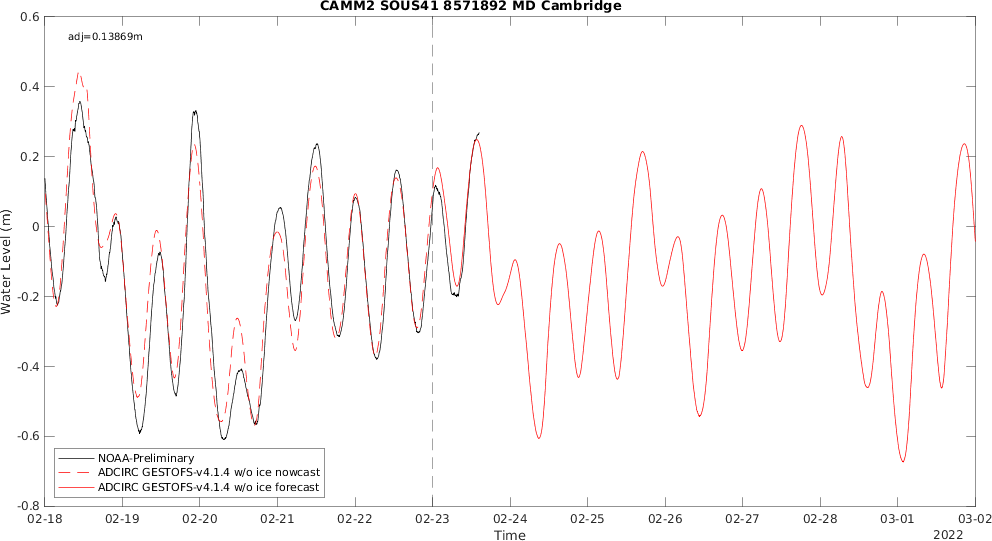 CAMM2 SOUS41 8571892 MD Cambridge
adj=0.13869m
0.6
0.4
0.2
0
-0.2
-0.4
-0.6
-0.8
Water Level (m)
NOAA-Preliminary
ADCIRC GESTOFS-v4.1.4 w/o ice nowcast
ADCIRC GESTOFS-v4.1.4 w/o ice forecast
02-18 02-19 02-20 02-21 02-22 02-23 02-24 02-25 02-26 02-27 02-28 03-01 03-02
Time
2022